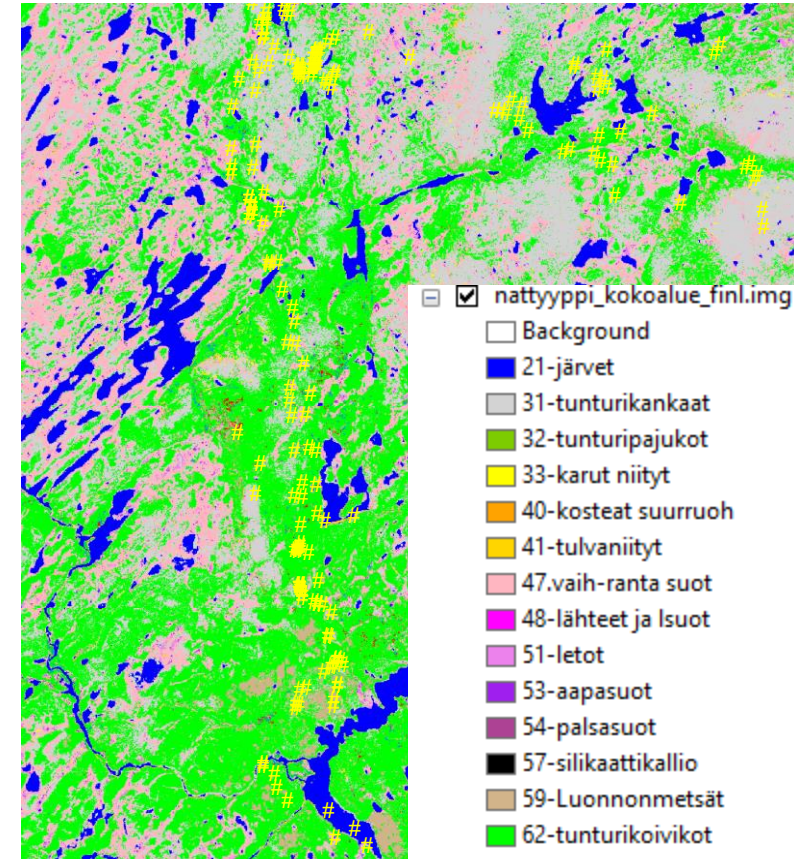 nattyyppi_kokoalue_finl.img
Background
21-järvet
31-tunturikankaat
32-tunturipajukot
33-karut niityt
40-kosteat suurruoh
41-tulvaniityt
47.vaih-ranta suot
48-lähteet ja lsuot
51-letot
53-aapasuot
54-palsasuot
57-silikaattikallio
59-Luonnonmetsät
62-tunturikoivikot